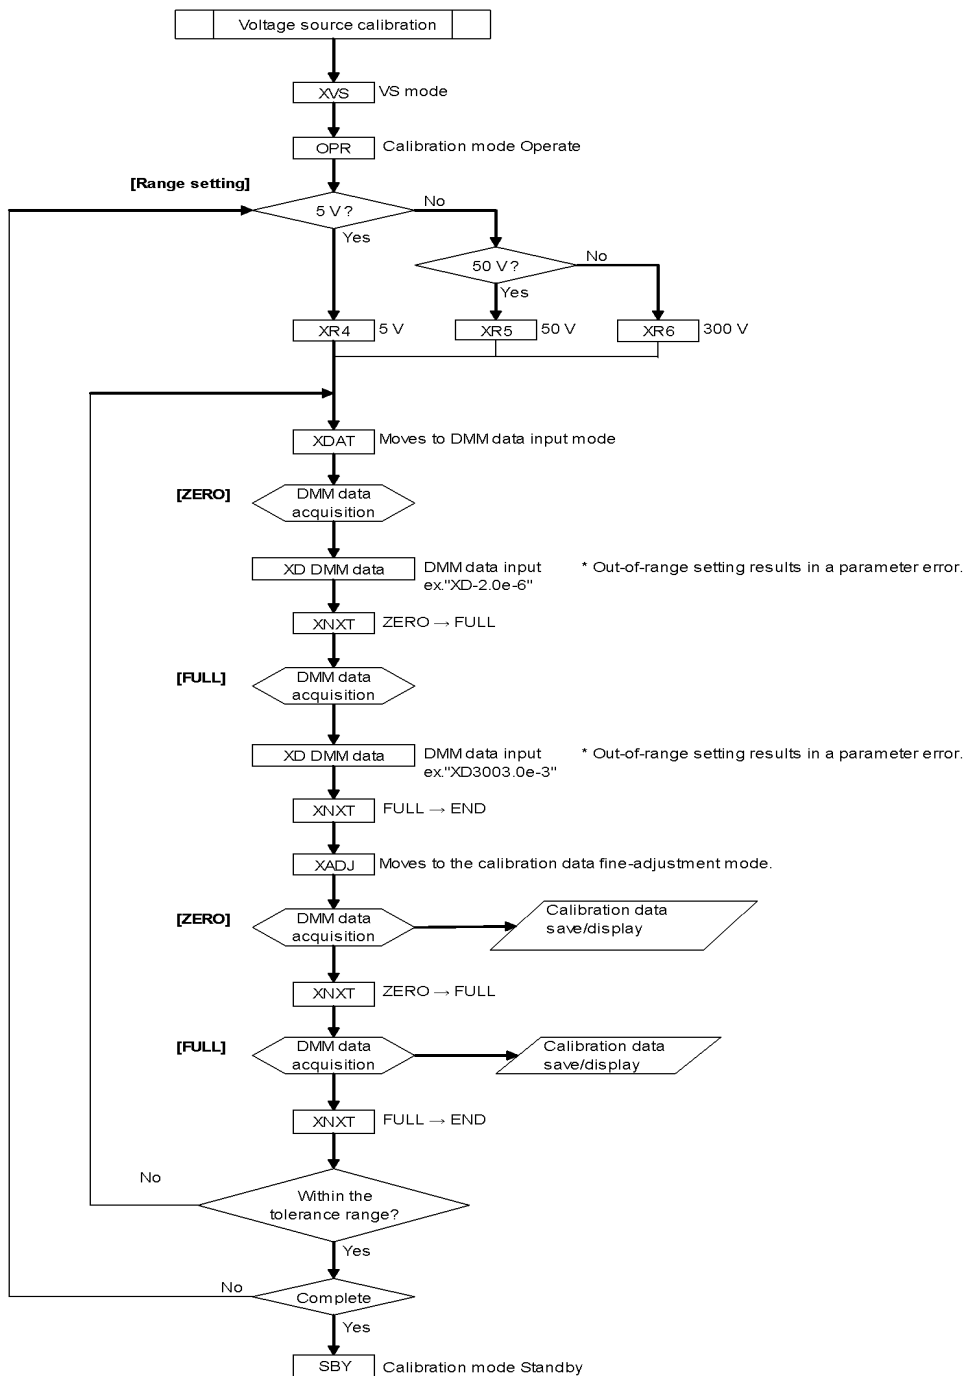 Voltage source calibration
XVS VS mode
OPR Calibration mode Operate
[Range setting]
5 V?
No
Yes
50 V?
No
Yes
XR4 5 V
XR5 50 V
XR6 300 V
XDAT Moves to DMM data input mode
[ZERO]
DMM data
acquisition
XD DMM data
DMM data input
ex."XD-2.0e-6"
* Out-of-range setting results in a parameter error.
XNXT ZERO → FULL
[FULL]
DMM data
acquisition
XD DMM data
DMM data input
ex."XD3003.0e-3"
* Out-of-range setting results in a parameter error.
XNXT FULL → END
XADJ Moves to the calibration data fine-adjustment mode.
[ZERO]
DMM data
acquisition
Calibration data
save/display
XNXT ZERO → FULL
[FULL]
DMM data
acquisition
Calibration data
save/display
XNXT FULL → END
No
Within the
tolerance range?
Yes
No
Complete
Yes
SBY Calibration mode Standby